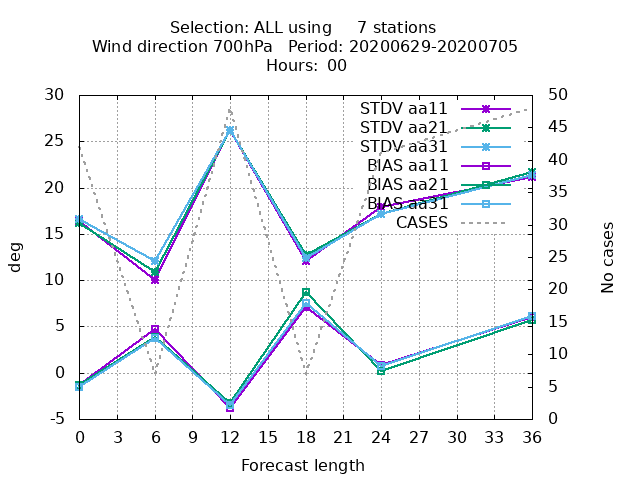 Selection: ALL using 7 stations
Wind direction 700hPa Period: 20200629-20200705
Hours: 00
30 50
STDV aa11
45
STDV aa21
25
STDV aa31
40
BIAS aa11
20 35
BIAS aa21
BIAS aa31
CASES
15 30
deg
No cases
25
10
20
5 15
10
0
5
-5 0
0 3 6 9 12 15 18 21 24 27 30 33 36
Forecast length